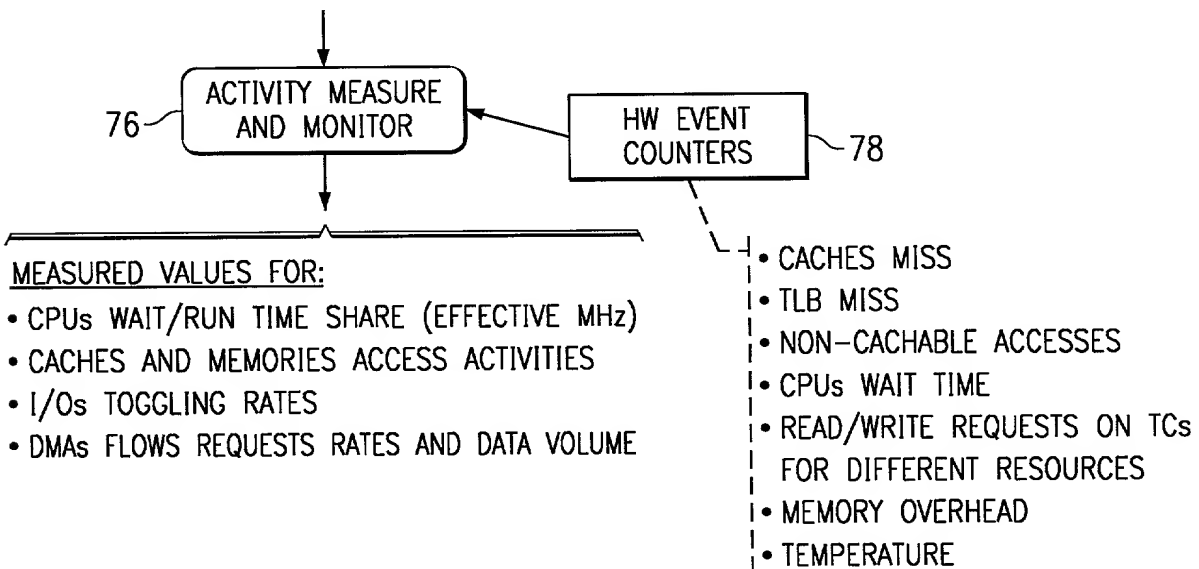 ACTIVITY MEASURE
AND MONITOR
76
HW EVENT
COUNTERS
78
MEASURED VALUES FOR:
• CPUs WAIT/RUN TIME SHARE (EFFECTIVE MHz)
• CACHES AND MEMORIES ACCESS ACTIVITIES
• I/Os TOGGLING RATES
• DMAs FLOWS REQUESTS RATES AND DATA VOLUME
• CACHES MISS
• TLB MISS
• NON-CACHABLE ACCESSES
• CPUs WAIT TIME
• READ/WRITE REQUESTS ON TCs
FOR DIFFERENT RESOURCES
• MEMORY OVERHEAD
• TEMPERATURE